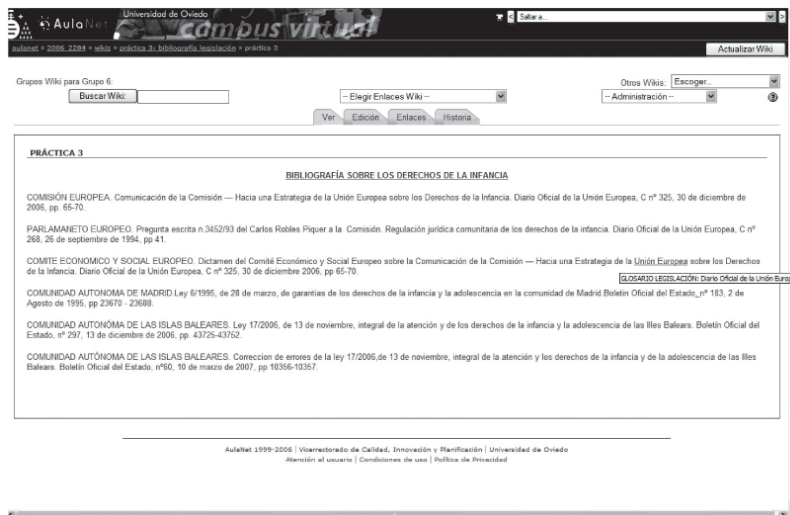 Universidad de Oviedo
AulaNet
campus virtual
Saltar a...
aulanet » 2006_2284 » wikis » práctica 3: bibliografía legislación » práctica 3
Actualizar Wiki
Grupos Wiki para Grupo 6:
Otros Wikis: Escoger..
Buscar Wiki:
-- Elegir Enlaces Wiki --
-- Administración --
Ver Edición Enlaces Historia
PRÁCTICA 3
BIBLIOGRAFÍA SOBRE LOS DERECHOS DE LA INFANCIA
COMISIÓN EUROPEA. Comunicación de la Comisión — Hacia una Estrategia de la Unión Europea sobre los Derechos de la Infancia. Diario Oficial de la Unión Europea, C nº 325, 30 de diciembre de
2006, pp. 65-70.
PARLAMANETO EUROPEO. Pregunta escrita n.3452/93 del Carlos Robles Piquer a la Comisión. Regulación jurídica comunitaria de los derechos de la infancia. Diario Oficial de la Unión Europea, C nº
268, 26 de septiembre de 1994, pp 41.
COMITE ECONOMICO Y SOCIAL EUROPEO. Dictamen del Comité Económico y Social Europeo sobre la Comunicación de la Comisión — Hacia una Estrategia de la Unión Europea sobre los Derechos
de la Infancia. Diario Oficial de la Unión Europea, C nº 325, 30 de diciembre 2006, pp 65-70.
GLOSARIO LEGISLACIÓN: Diario Oficial de la Unión Euro
COMUNIDAD AUTONOMA DE MADRID.Ley 6/1995, de 28 de marzo, de garantias de los derechos de la infancia y la adolescencia en la comunidad de Madrid.Boletin Oficial del Estado, nº 183, 2 de
Agosto de 1995, pp 23670 - 23688.
COMUNIDAD AUTONÓMA DE LAS ISLAS BALEARES. Ley 17/2006, de 13 de noviembre, integral de la atención y de los derechos de la infancia y la adolescencia de las Illes Balears. Boletín Oficial del
Estado, nº 297, 13 de diciembre de 2006, pp. 43725-43752.
COMUNIDAD AUTÓNOMA DE LAS ISLAS BALEARES. Correccion de errores de la ley 17/2006,de 13 de noviembre, integral de la atención y los derechos de la infancia y de la adolescencia de las Illes
Balears. Boletín Oficial del Estado, nº60, 10 de marzo de 2007, pp 10356-10357.
AulaNet 1999-2006 | Vicerrectorado de Calidad, Innovación y Planificación | Universidad de Oviedo
Atención al usuario | Condiciones de uso | Política de Privacidad